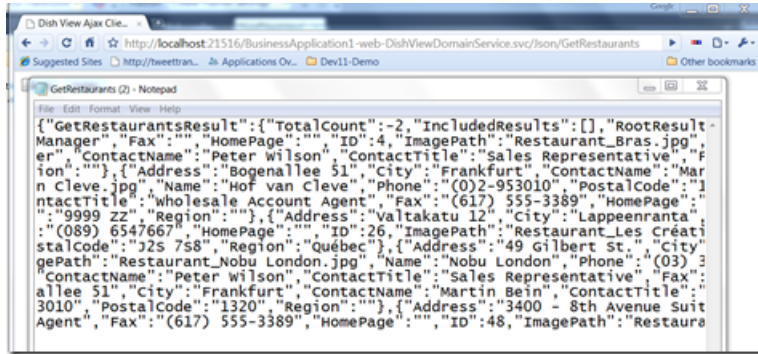 Google
Dish View Ajax Clie...
http://localhost:21516/BusinessApplication1-web-DishViewDomainService.svc/Json/GetRestaurants
Suggested Sites http://tweettran... Applications Ov... Dev11-Demo Other bookmarks
GetRestaurants (2) - Notepad
File Edit Format View Help
{"GetRestaurantsResult":{"TotalCount":-2,"IncludedResults":[],"RootResult
Manager","Fax":"","HomePage":"","ID":4,"ImagePath":"Restaurant_Bras.jpg",
er","ContactName":"Peter Wilson","ContactTitle":"Sales Representative","F
ion":""},{"Address":"Bogenallee 51","City":"Frankfurt","ContactName":"Mar
n Cleve.jpg","Name":"Hof van Cleve","Phone":"(0)2-953010","PostalCode":"1
ntactTitle":"Wholesale Account Agent","Fax":"(617) 555-3389","HomePage":"
":"9999 ZZ","Region":""},{"Address":"Valtakatu 12","City":"Lappeenranta",
:"(089) 6547667","HomePage":"","ID":26,"ImagePath":"Restaurant_Les Créati
stalCode":"J2S 7S8","Region":"Québec"},{"Address":"49 Gilbert St.","City"
gePath":"Restaurant_Nobu London.jpg","Name":"Nobu London","Phone":"(03) 3
"ContactName":"Peter Wilson","ContactTitle":"Sales Representative","Fax":
allee 51","City":"Frankfurt","ContactName":"Martin Bein","ContactTitle":"
3010","PostalCode":"1320","Region":""},{"Address":"3400 - 8th Avenue Suit
Agent","Fax":"(617) 555-3389","HomePage":"","ID":48,"ImagePath":"Restaura